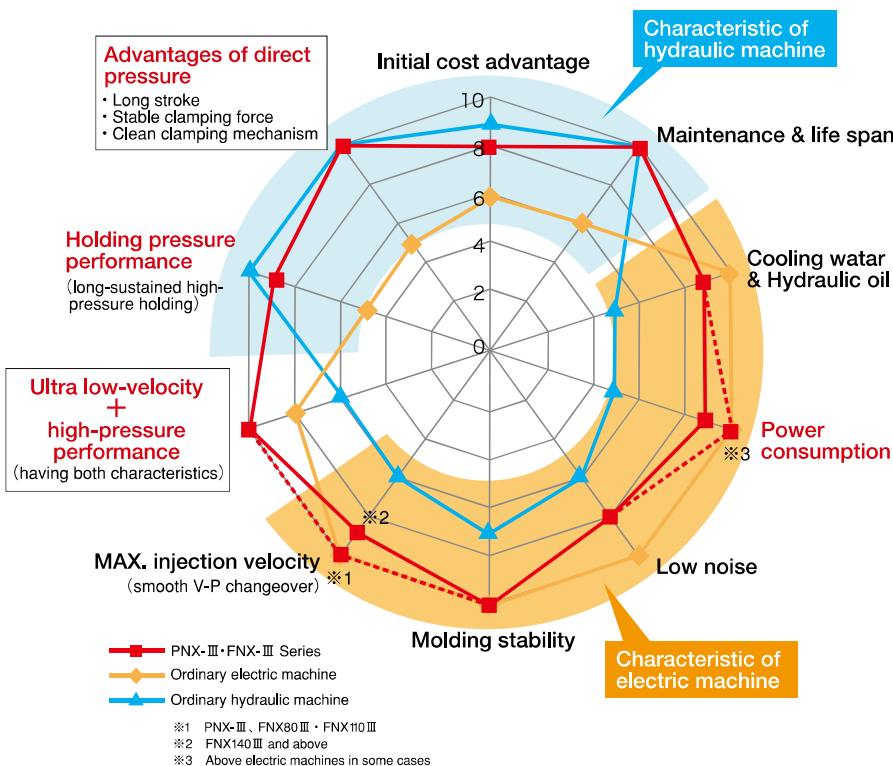 Characteristic of
hydraulic machine
Advantages of direct
pressure
・Long stroke
・Stable clamping force
・Clean clamping mechanism
Initial cost advantage
10
8
6
4
2
0
Maintenance & life span
Holding pressure
performance
(long-sustained high-
pressure holding)
Cooling watar
& Hydraulic oil
Ultra low-velocity
+
high-pressure
performance
(having both characteristics)
Power
consumption
※3
※2
MAX. injection velocity
(smooth V-P changeover)
※1
Low noise
Molding stability
Characteristic of
electric machine
PNX-Ⅲ・FNX-Ⅲ Series
Ordinary electric machine
Ordinary hydraulic machine
※1 PNX-Ⅲ、FNX80Ⅲ・FNX110Ⅲ
※2 FNX140Ⅲ and above
※3 Above electric machines in some cases